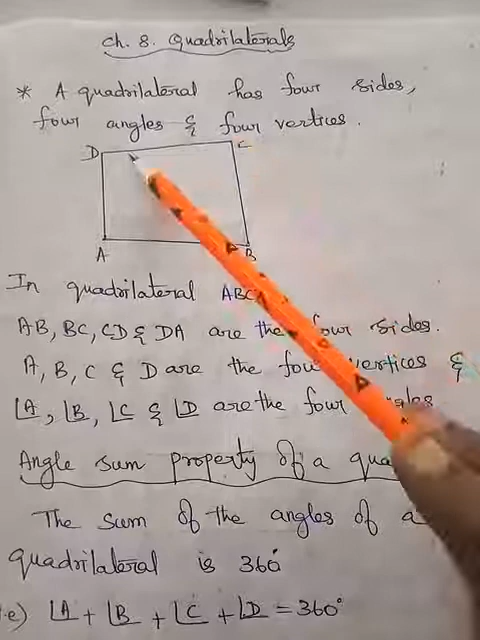 Ch. 8. Quadrilaterals
* A quadrilateral has four sides,
four angles & four vertices.
D C
A B
In quadrilateral ABC
AB, BC, CD & DA are the four sides.
A, B, C & D are the four vertices &
∠A, ∠B, ∠C & ∠D are the four
Angle sum property of a
The sum of the angles of a
quadrilateral is 360°
∠A + ∠B + ∠C + ∠D = 360°